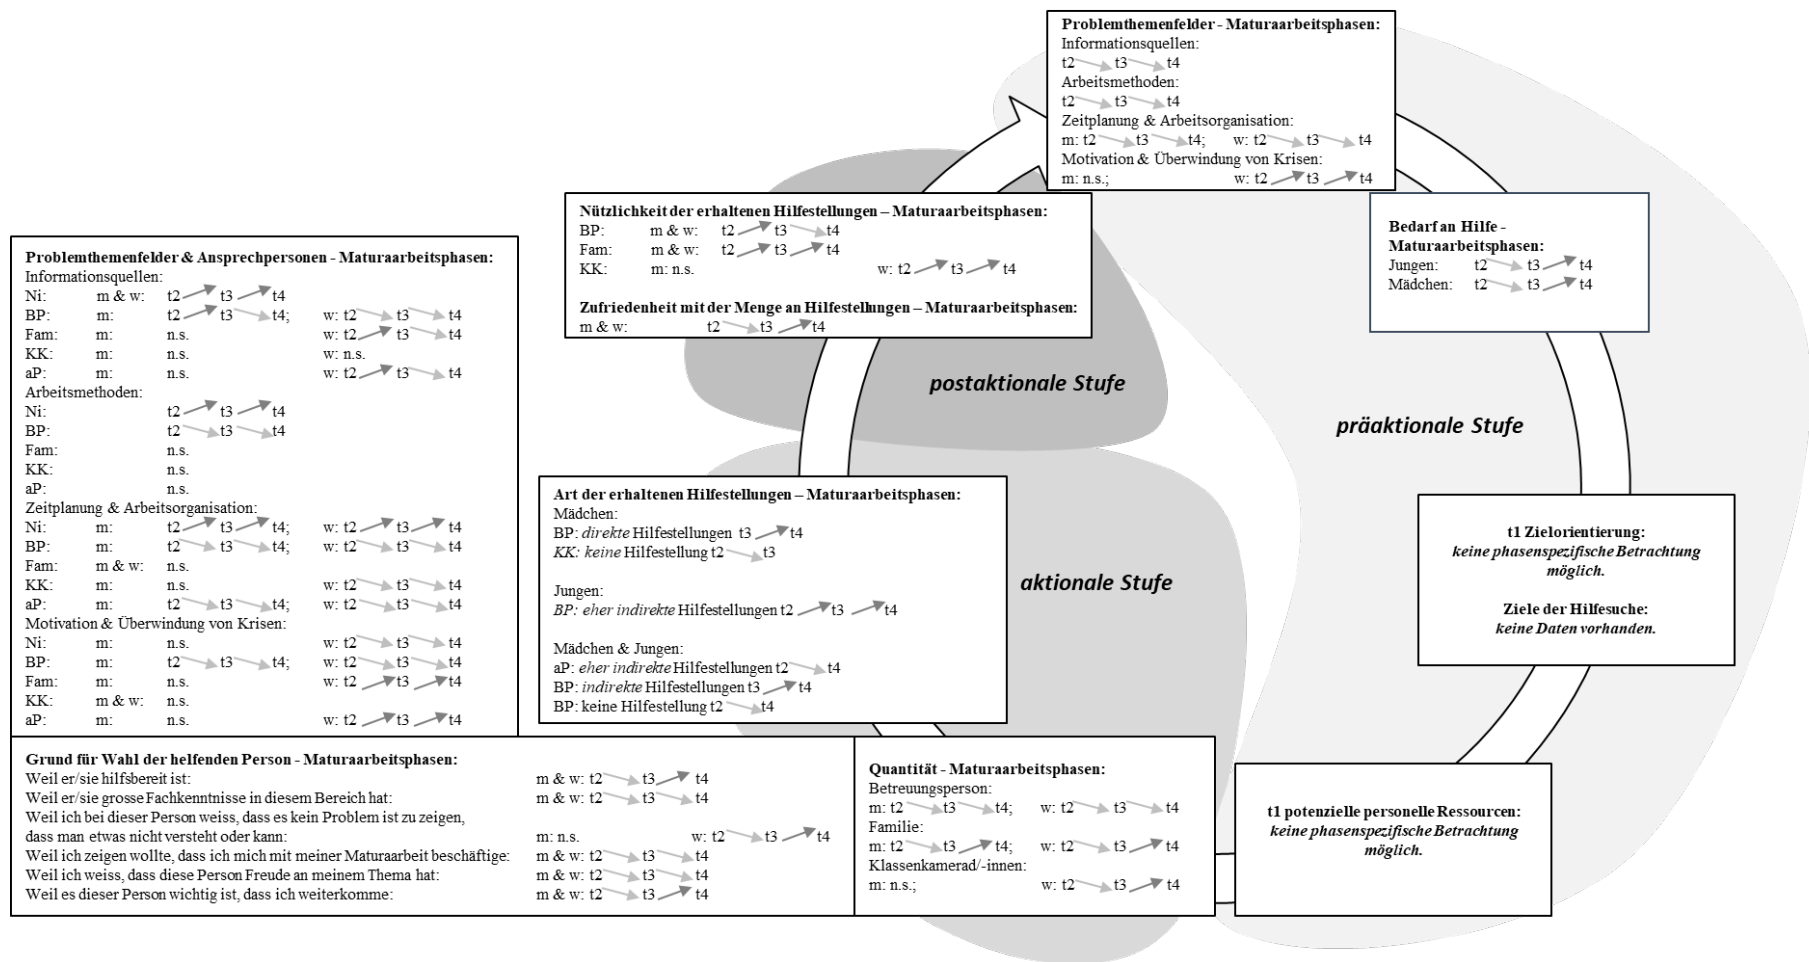 Problemthemenfelder - Maturaarbeitsphasen:
Informationsquellen:
t2 t3 t4
Arbeitsmethoden:
t2 t3 t4
Zeitplanung & Arbeitsorganisation:
m: t2 t3 t4; w: t2 t3 t4
Motivation & Überwindung von Krisen:
m: n.s.; w: t2 t3 t4
Nützlichkeit der erhaltenen Hilfestellungen – Maturaarbeitsphasen:
BP: m & w: t2 t3 t4
Fam: m & w: t2 t3 t4
KK: m: n.s. w: t2 t3 t4
Zufriedenheit mit der Menge an Hilfestellungen – Maturaarbeitsphasen:
m & w: t2 t3 t4
Bedarf an Hilfe -
Maturaarbeitsphasen:
Jungen: t2 t3 t4
Mädchen: t2 t3 t4
Problemthemenfelder & Ansprechpersonen - Maturaarbeitsphasen:
Informationsquellen:
Ni: m & w: t2 t3 t4
BP: m: t2 t3 t4; w: t2 t3 t4
Fam: m: n.s. w: t2 t3 t4
KK: m: n.s. w: n.s.
aP: m: n.s. w: t2 t3 t4
Arbeitsmethoden:
Ni: t2 t3 t4
BP: t2 t3 t4
Fam: n.s.
KK: n.s.
aP: n.s.
Zeitplanung & Arbeitsorganisation:
Ni: m: t2 t3 t4; w: t2 t3 t4
BP: m: t2 t3 t4; w: t2 t3 t4
Fam: m & w: n.s.
KK: m: n.s. w: t2 t3 t4
aP: m: t2 t3 t4; w: t2 t3 t4
Motivation & Überwindung von Krisen:
Ni: m: n.s. w: t2 t3 t4
BP: m: t2 t3 t4; w: t2 t3 t4
Fam: m: n.s. w: t2 t3 t4
KK: m & w: n.s.
aP: m: n.s. w: t2 t3 t4
postaktionale Stufe
präaktionale Stufe
Art der erhaltenen Hilfestellungen – Maturaarbeitsphasen:
Mädchen:
BP: direkte Hilfestellungen t3 t4
KK: keine Hilfestellung t2 t3
Jungen:
BP: eher indirekte Hilfestellungen t2 t3 t4
Mädchen & Jungen:
aP: eher indirekte Hilfestellungen t2 t4
BP: indirekte Hilfestellungen t3 t4
BP: keine Hilfestellung t2 t4
aktionale Stufe
t1 Zielorientierung:
keine phasenspezifische Betrachtung
möglich.
Ziele der Hilfesuche:
keine Daten vorhanden.
Grund für Wahl der helfenden Person - Maturaarbeitsphasen:
Weil er/sie hilfsbereit ist: m & w: t2 t3 t4
Weil er/sie grosse Fachkenntnisse in diesem Bereich hat: m & w: t2 t3 t4
Weil ich bei dieser Person weiss, dass es kein Problem ist zu zeigen,
dass man etwas nicht versteht oder kann: m: n.s. w: t2 t3 t4
Weil ich zeigen wollte, dass ich mich mit meiner Maturaarbeit beschäftige: m & w: t2 t3 t4
Weil ich weiss, dass diese Person Freude an meinem Thema hat: m & w: t2 t3 t4
Weil es dieser Person wichtig ist, dass ich weiterkomme: m & w: t2 t3 t4
Quantität - Maturaarbeitsphasen:
Betreuungsperson:
m: t2 t3 t4; w: t2 t3 t4
Familie:
m: t2 t3 t4; w: t2 t3 t4
Klassenkamerad/-innen:
m: n.s.; w: t2 t3 t4
t1 potenzielle personelle Ressourcen:
keine phasenspezifische Betrachtung
möglich.